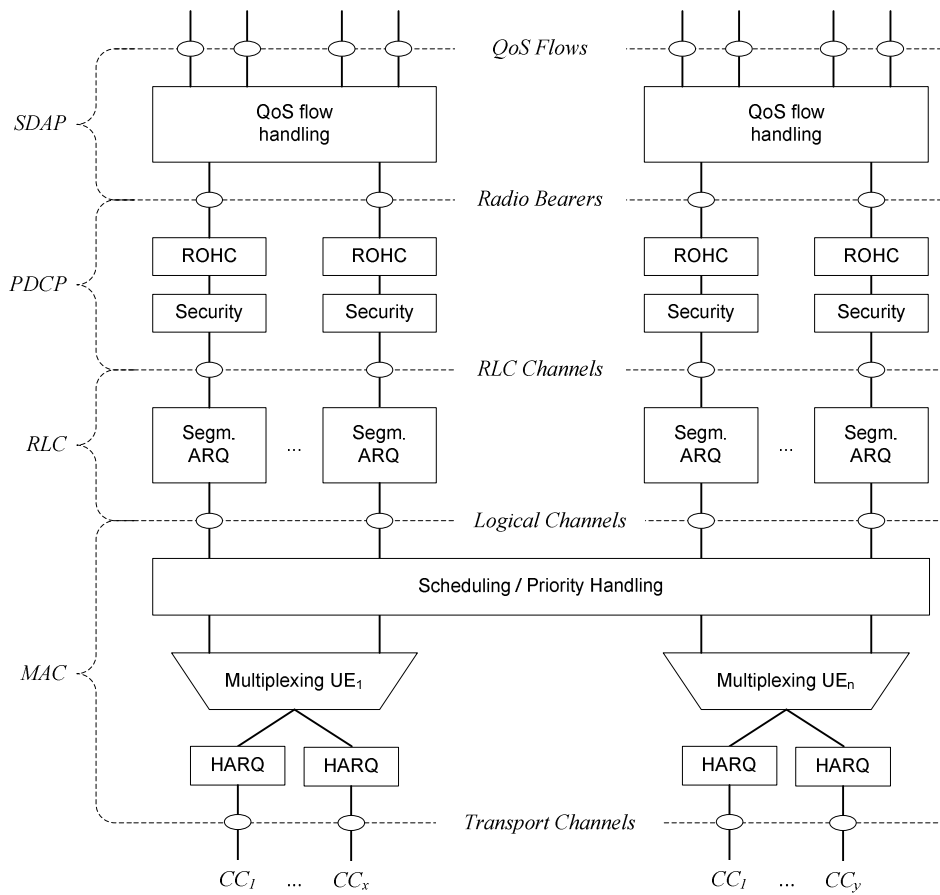 QoS Flows
QoS flow
handling
QoS flow
handling
SDAP
Radio Bearers
ROHC
ROHC
ROHC
ROHC
PDCP
Security
Security
Security
Security
RLC Channels
Segm.
ARQ
...
Segm.
ARQ
Segm.
ARQ
...
Segm.
ARQ
RLC
Logical Channels
Scheduling / Priority Handling
MAC
Multiplexing UE1
Multiplexing UEn
HARQ
HARQ
HARQ
HARQ
Transport Channels
CC1 ... CCx
CC1 ... CCy